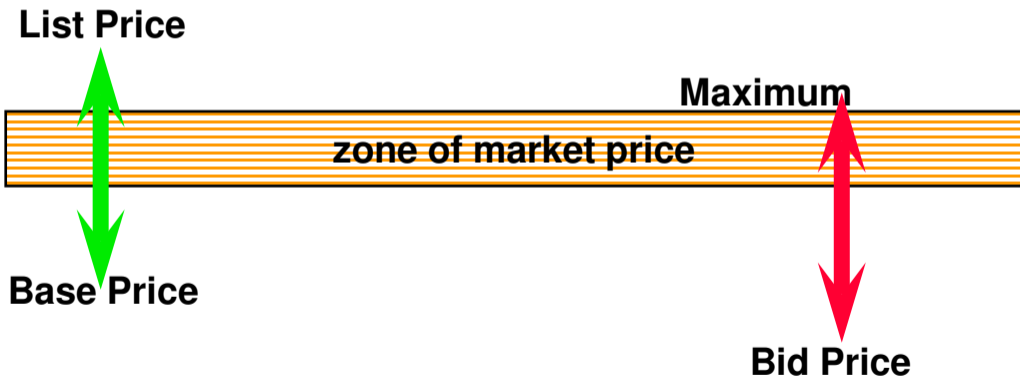 List Price
Maximum
zone of market price
Base Price
Bid Price